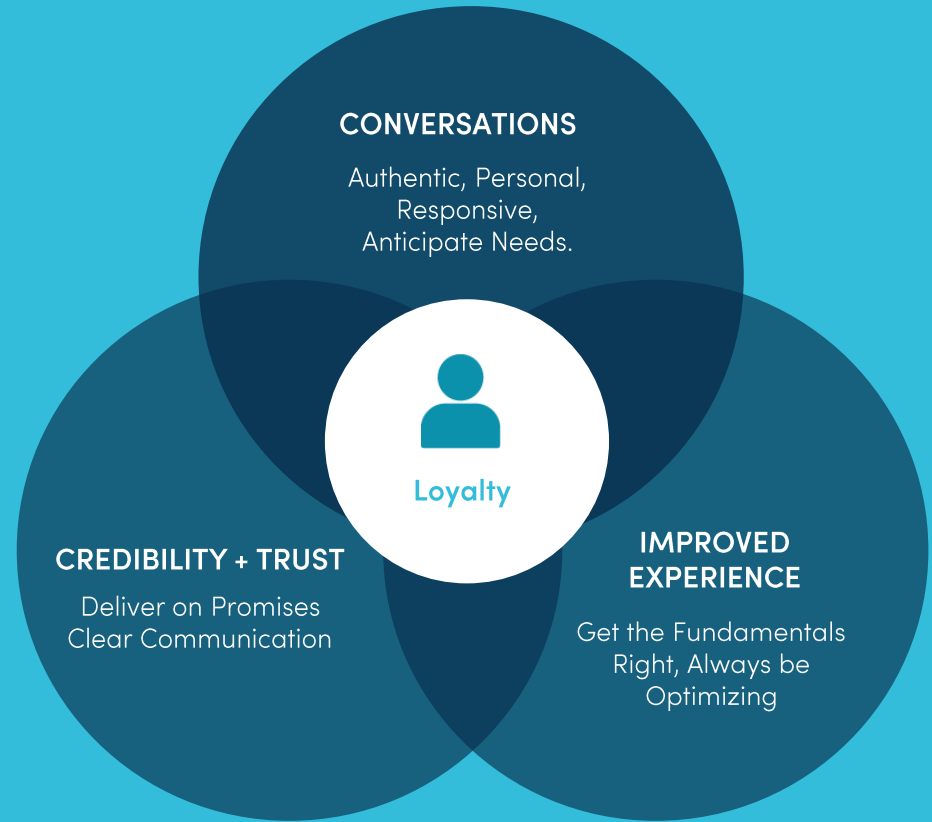 CONVERSATIONS
Authentic, Personal,
Responsive,
Anticipate Needs.
Loyalty
CREDIBILITY + TRUST
Deliver on Promises
Clear Communication
IMPROVED
EXPERIENCE
Get the Fundamentals
Right, Always be
Optimizing